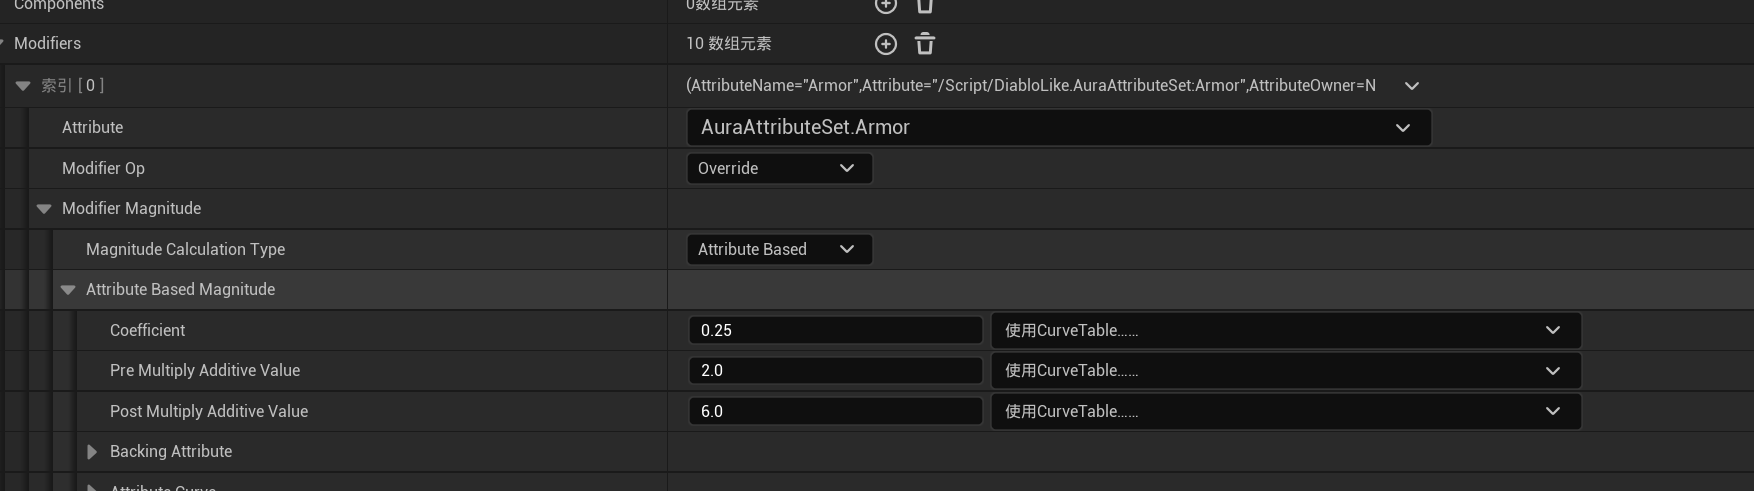 Components 0数组元素
Modifiers 10 数组元素
索引 [ 0 ] (AttributeName="Armor",Attribute="/Script/DiabloLike.AuraAttributeSet:Armor",AttributeOwner=N
Attribute AuraAttributeSet.Armor
Modifier Op Override
Modifier Magnitude
Magnitude Calculation Type Attribute Based
Attribute Based Magnitude
Coefficient 0.25 使用CurveTable……
Pre Multiply Additive Value 2.0 使用CurveTable……
Post Multiply Additive Value 6.0 使用CurveTable……
Backing Attribute
Attribute Curve